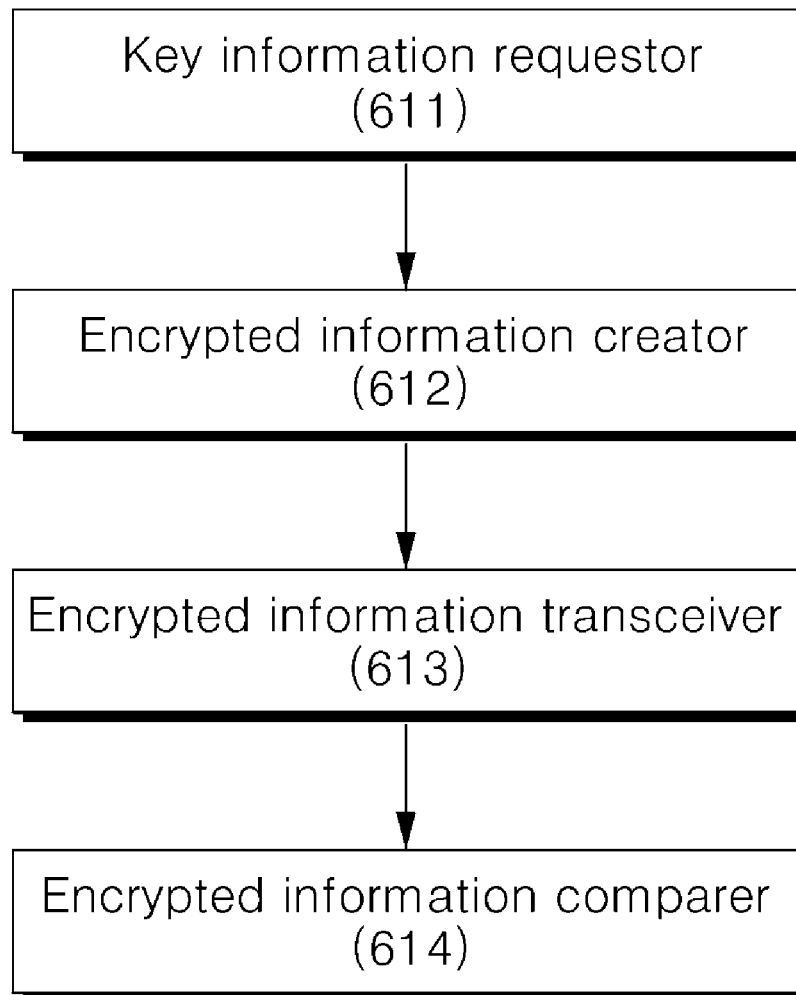 Key information requestor
(611)
Encrypted information creator
(612)
Encrypted information transceiver
(613)
Encrypted information comparer
(614)